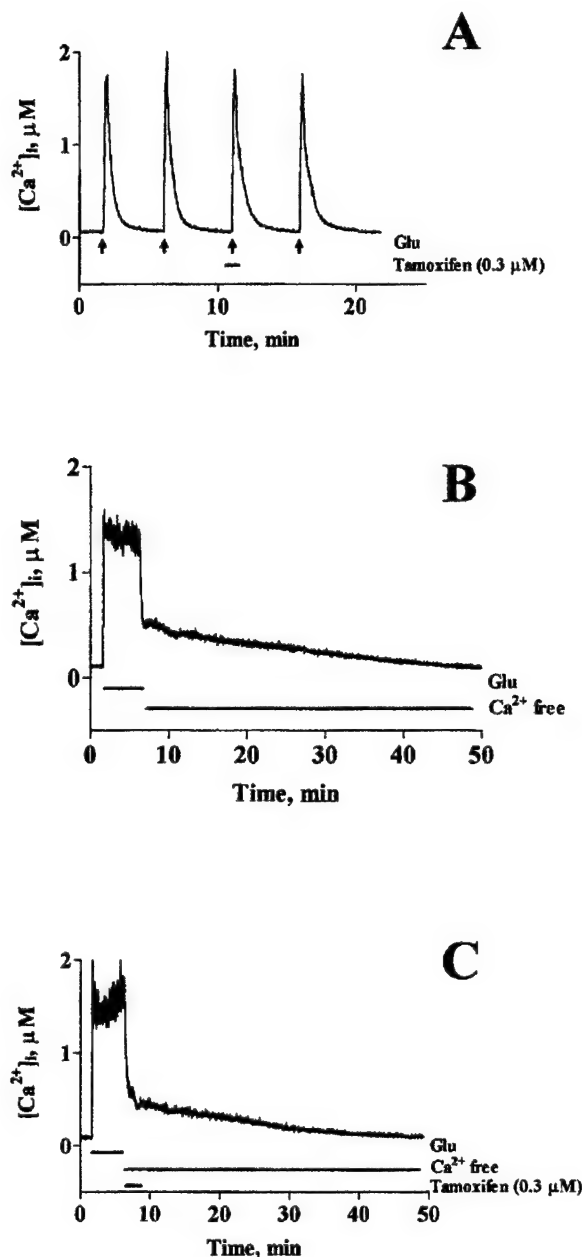 A
2
1
0
[Ca²⁺]ᵢ, μM
Glu
Tamoxifen (0.3 μM)
0 10 20
Time, min
B
2
1
0
[Ca²⁺]ᵢ, μM
Glu
Ca²⁺ free
0 10 20 30 40 50
Time, min
C
2
1
0
[Ca²⁺]ᵢ, μM
Glu
Ca²⁺ free
Tamoxifen (0.3 μM)
0 10 20 30 40 50
Time, min